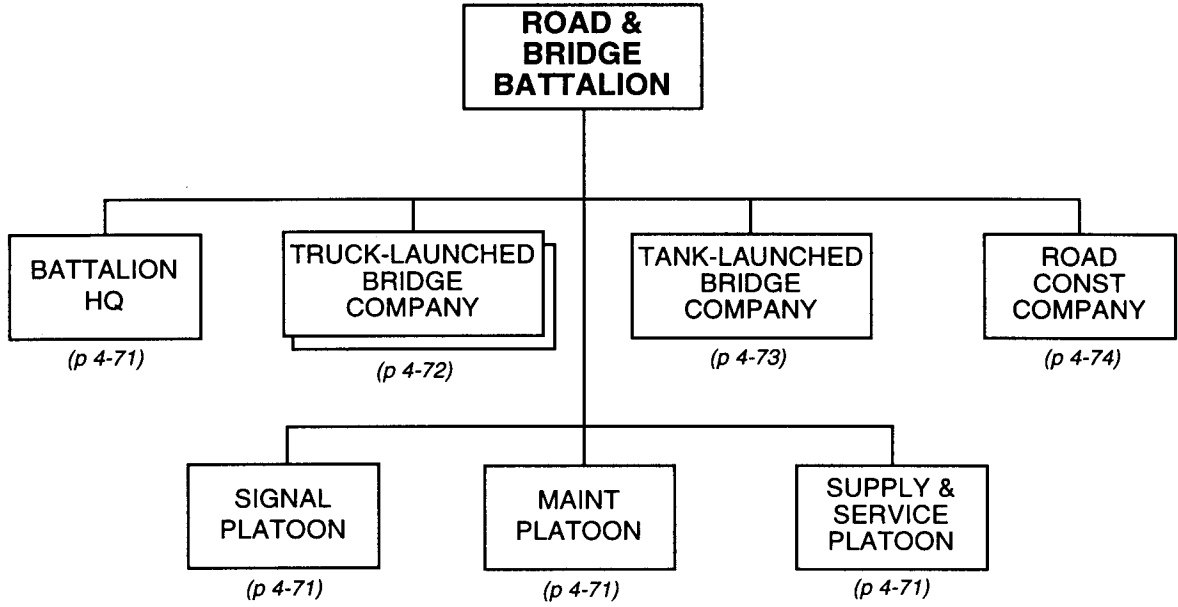 ROAD &
BRIDGE
BATTALION
BATTALION
HQ
(p 4-71)
TRUCK-LAUNCHED
BRIDGE
COMPANY
(p 4-72)
TANK-LAUNCHED
BRIDGE
COMPANY
(p 4-73)
ROAD
CONST
COMPANY
(p 4-74)
SIGNAL
PLATOON
(p 4-71)
MAINT
PLATOON
(p 4-71)
SUPPLY &
SERVICE
PLATOON
(p 4-71)